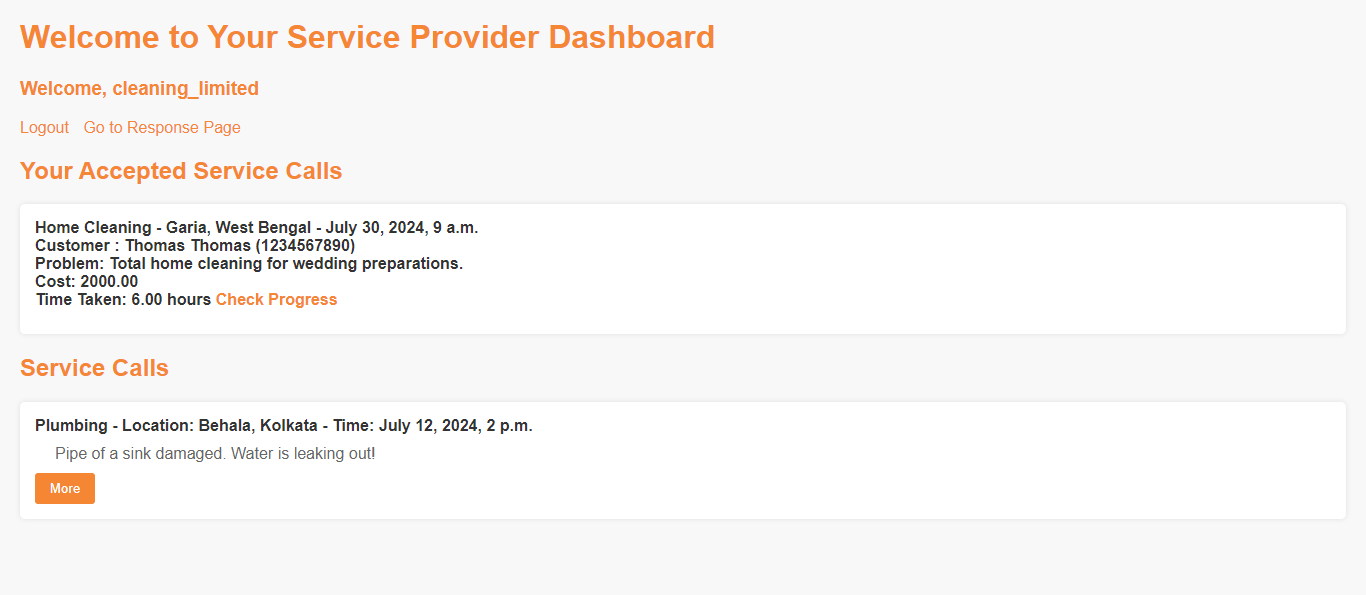 Welcome to Your Service Provider Dashboard
Welcome, cleaning_limited
Logout Go to Response Page
Your Accepted Service Calls
Home Cleaning - Garia, West Bengal - July 30, 2024, 9 a.m.
Customer : Thomas Thomas (1234567890)
Problem: Total home cleaning for wedding preparations.
Cost: 2000.00
Time Taken: 6.00 hours Check Progress
Service Calls
Plumbing - Location: Behala, Kolkata - Time: July 12, 2024, 2 p.m.
Pipe of a sink damaged. Water is leaking out!
More